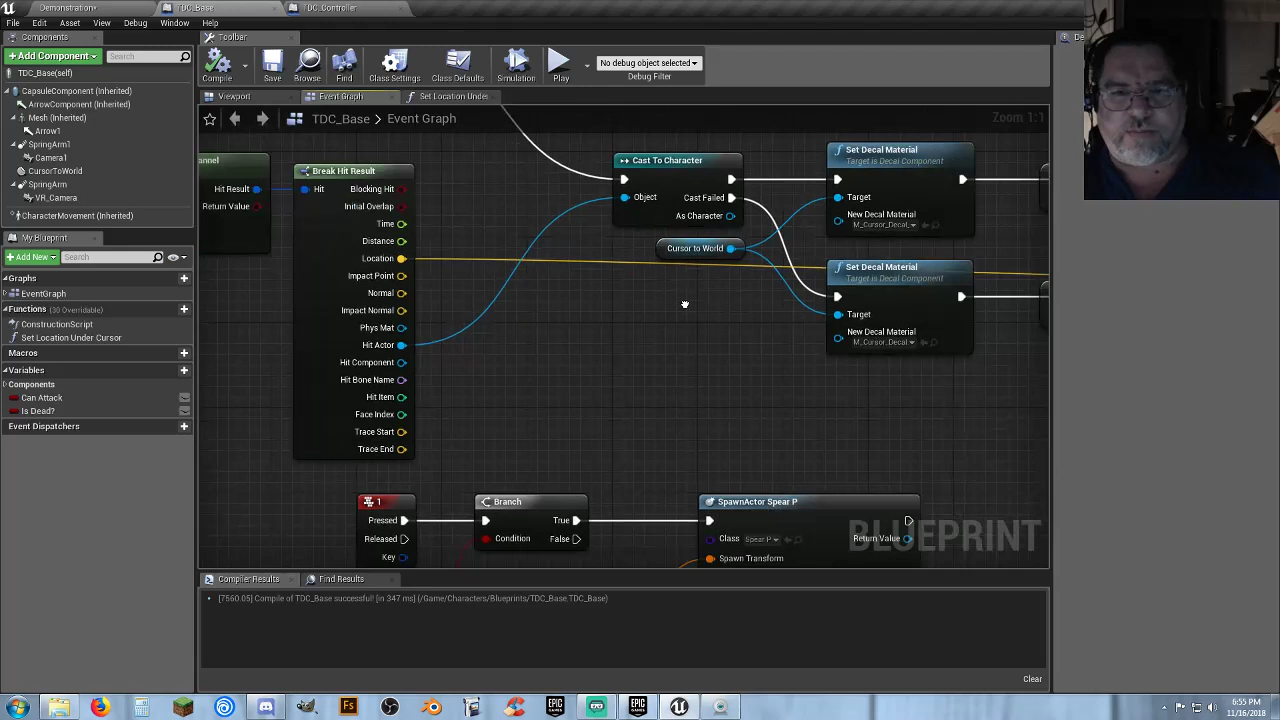 Demonstration*
TDC_Base
TDC_Controller
File
Edit
Asset
View
Debug
Window
Help
Components
Toolbar
+ Add Component
Search
TDC_Base(self)
Compile
Save
Browse
Find
Class Settings
Class Defaults
Simulation
Play
No debug object selected
Debug Filter
CapsuleComponent (Inherited)
ArrowComponent (Inherited)
Mesh (Inherited)
Arrow1
SpringArm1
Camera1
CursorToWorld
SpringArm
VR_Camera
CharacterMovement (Inherited)
Viewport
Event Graph
Set Location Under
TDC_Base > Event Graph
Zoom 1:1
My Blueprint
+ Add New
Search
Graphs
EventGraph
Functions (30 Overridable)
ConstructionScript
Set Location Under Cursor
Macros
Variables
Components
Can Attack
Is Dead?
Event Dispatchers
Hit Result
Return Value
Break Hit Result
Hit
Blocking Hit
Initial Overlap
Time
Distance
Location
Impact Point
Normal
Impact Normal
Phys Mat
Hit Actor
Hit Component
Hit Bone Name
Hit Item
Face Index
Trace Start
Trace End
Cast To Character
Object
Cast Failed
As Character
Cursor to World
Set Decal Material
Target is Decal Component
Target
New Decal Material
M_Cursor_Decal
Set Decal Material
Target is Decal Component
Target
New Decal Material
M_Cursor_Decal
1
Pressed
Released
Key
Branch
Condition
True
False
SpawnActor Spear P
Class
Spear P
Return Value
Spawn Transform
BLUEPRINT
Compiler Results
Find Results
[7560.05] Compile of TDC_Base successful! [in 347 ms] (/Game/Characters/Blueprints/TDC_Base.TDC_Base)
Clear
6:55 PM
11/16/2018